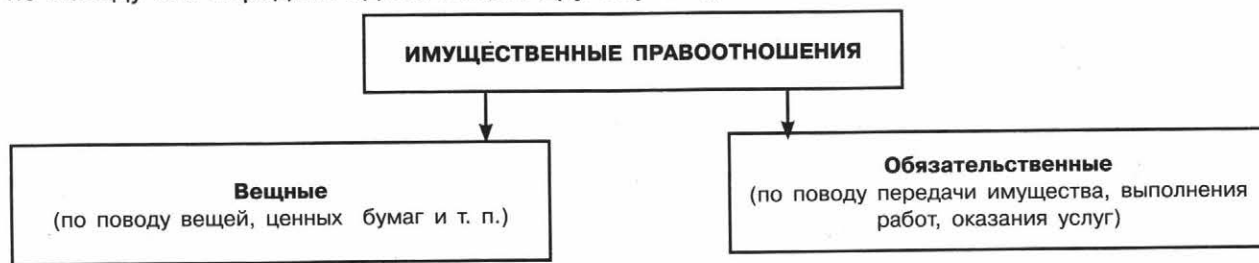 ИМУЩЕСТВЕННЫЕ ПРАВООТНОШЕНИЯ
Вещные
(по поводу вещей, ценных бумаг и т. п.)
Обязательственные
(по поводу передачи имущества, выполнения
работ, оказания услуг)